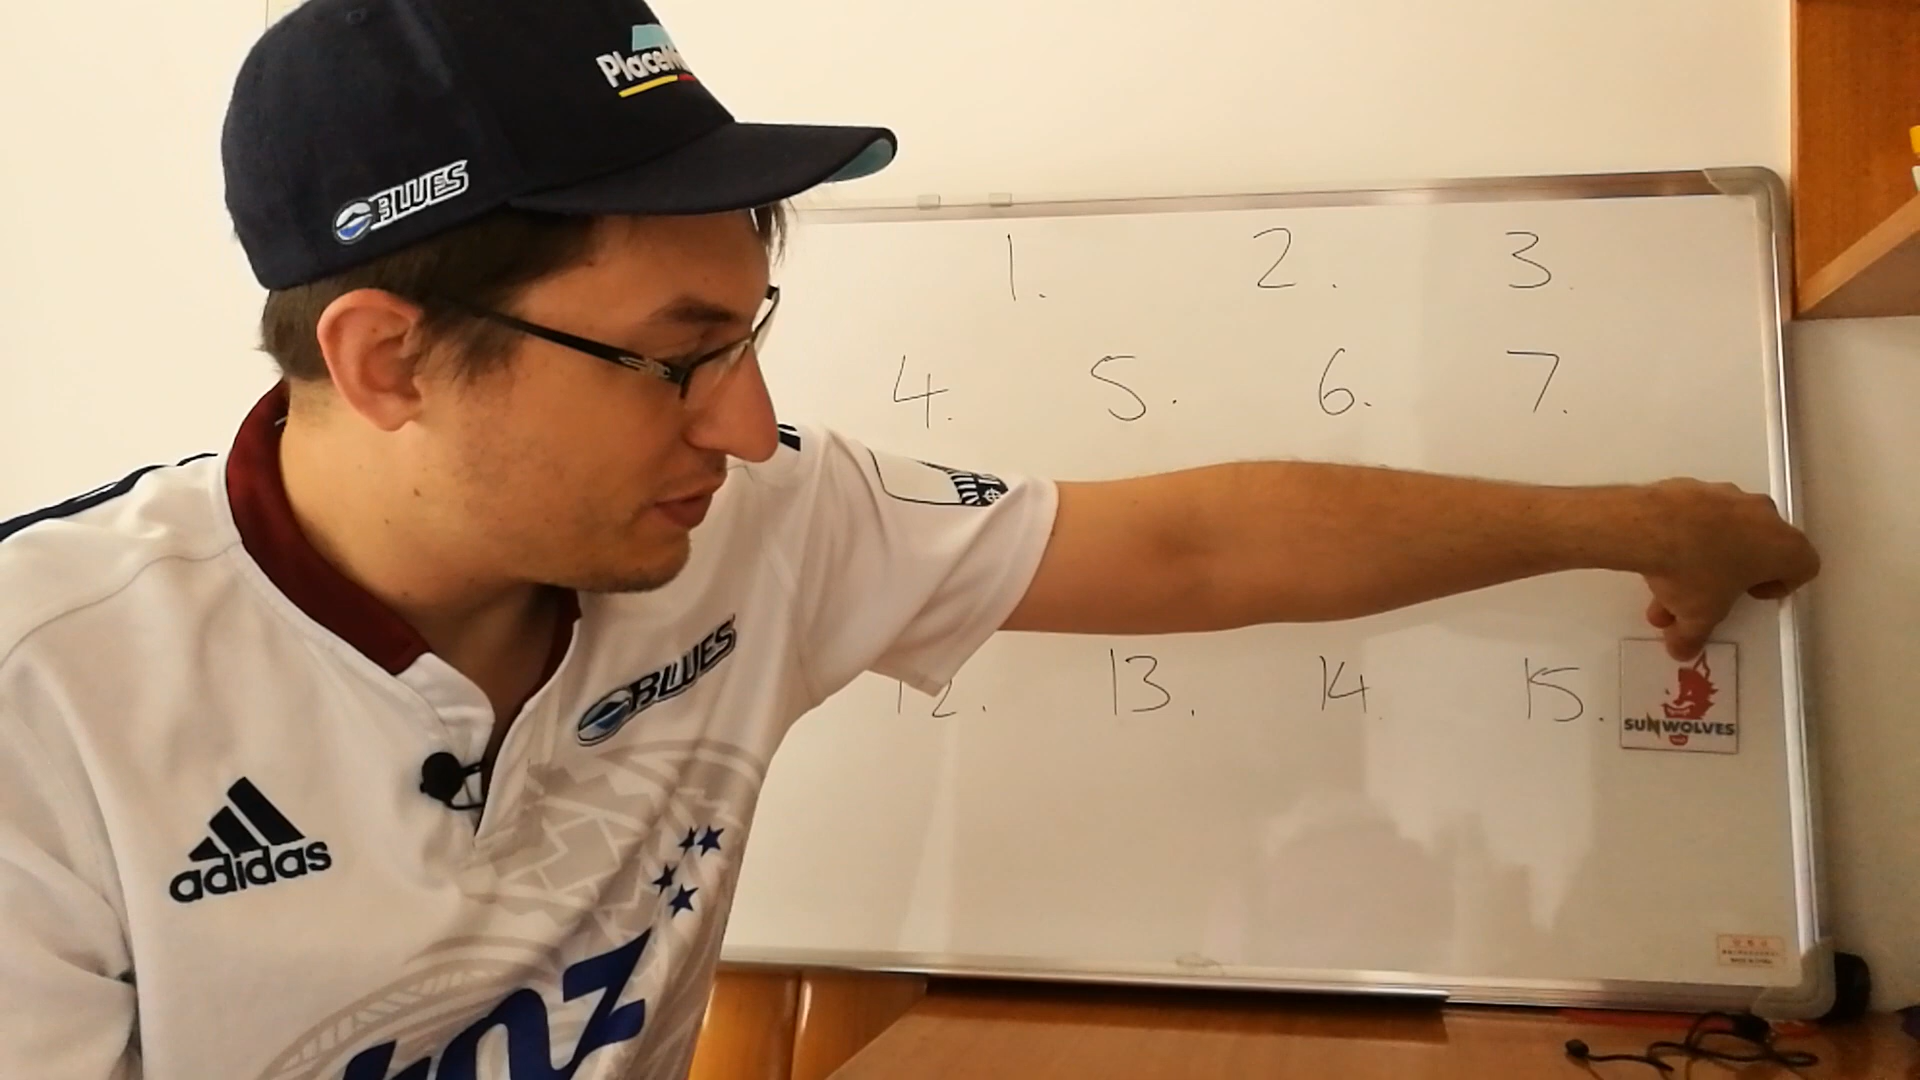 PlaceM
BLUES
1. 2. 3.
4. 5. 6. 7.
12. 13. 14. 15.
SUNWOLVES
BLUES
adidas